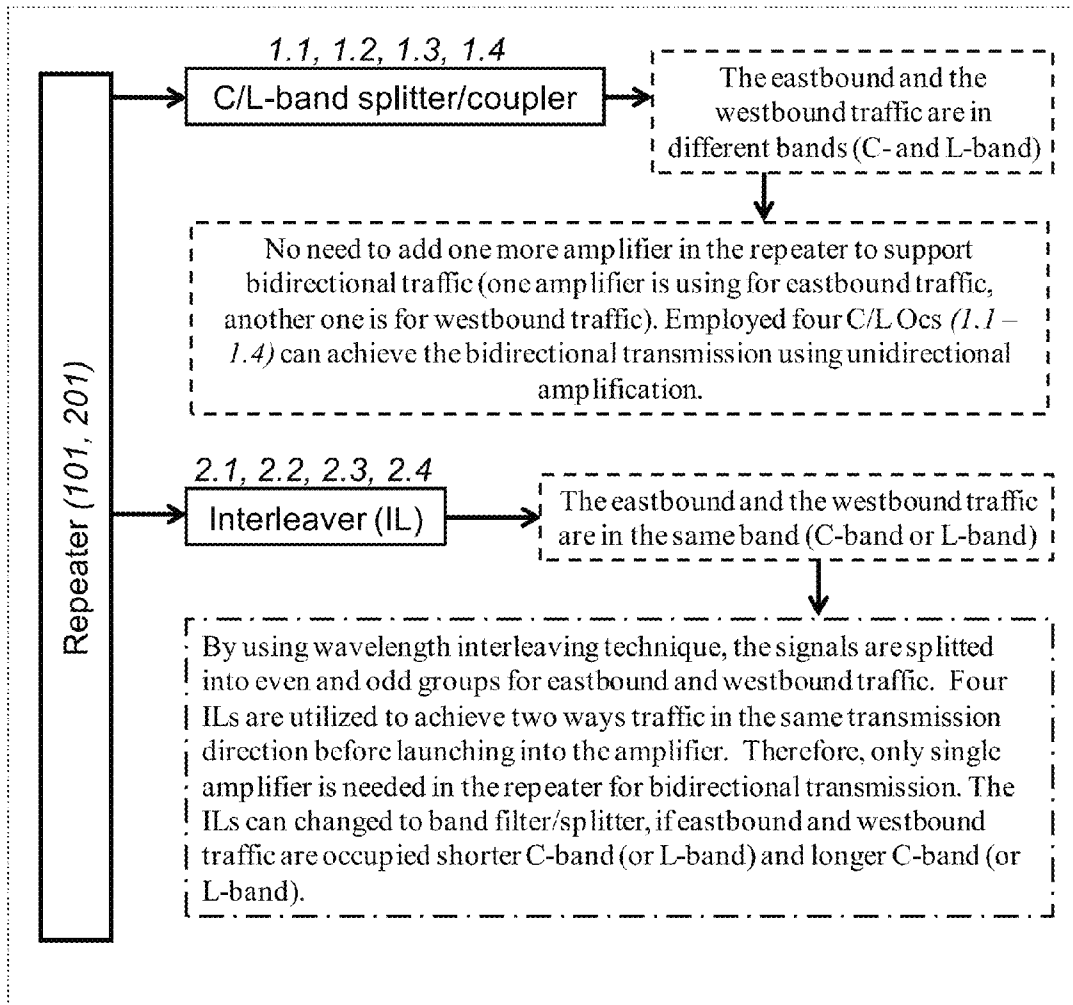 1.1, 1.2, 1.3, 1.4
C/L-band splitter/coupler
The eastbound and the
westbound traffic are in
different bands (C- and L-band)
No need to add one more amplifier in the repeater to support
bidirectional traffic (one amplifier is using for eastbound traffic,
another one is for westbound traffic). Employed four C/L Ocs (1.1 –
1.4) can achieve the bidirectional transmission using unidirectional
amplification.
Repeater (101, 201)
2.1, 2.2, 2.3, 2.4
Interleaver (IL)
The eastbound and the westbound traffic
are in the same band (C-band or L-band)
By using wavelength interleaving technique, the signals are splitted
into even and odd groups for eastbound and westbound traffic. Four
ILs are utilized to achieve two ways traffic in the same transmission
direction before launching into the amplifier. Therefore, only single
amplifier is needed in the repeater for bidirectional transmission. The
ILs can changed to band filter/splitter, if eastbound and westbound
traffic are occupied shorter C-band (or L-band) and longer C-band (or
L-band).